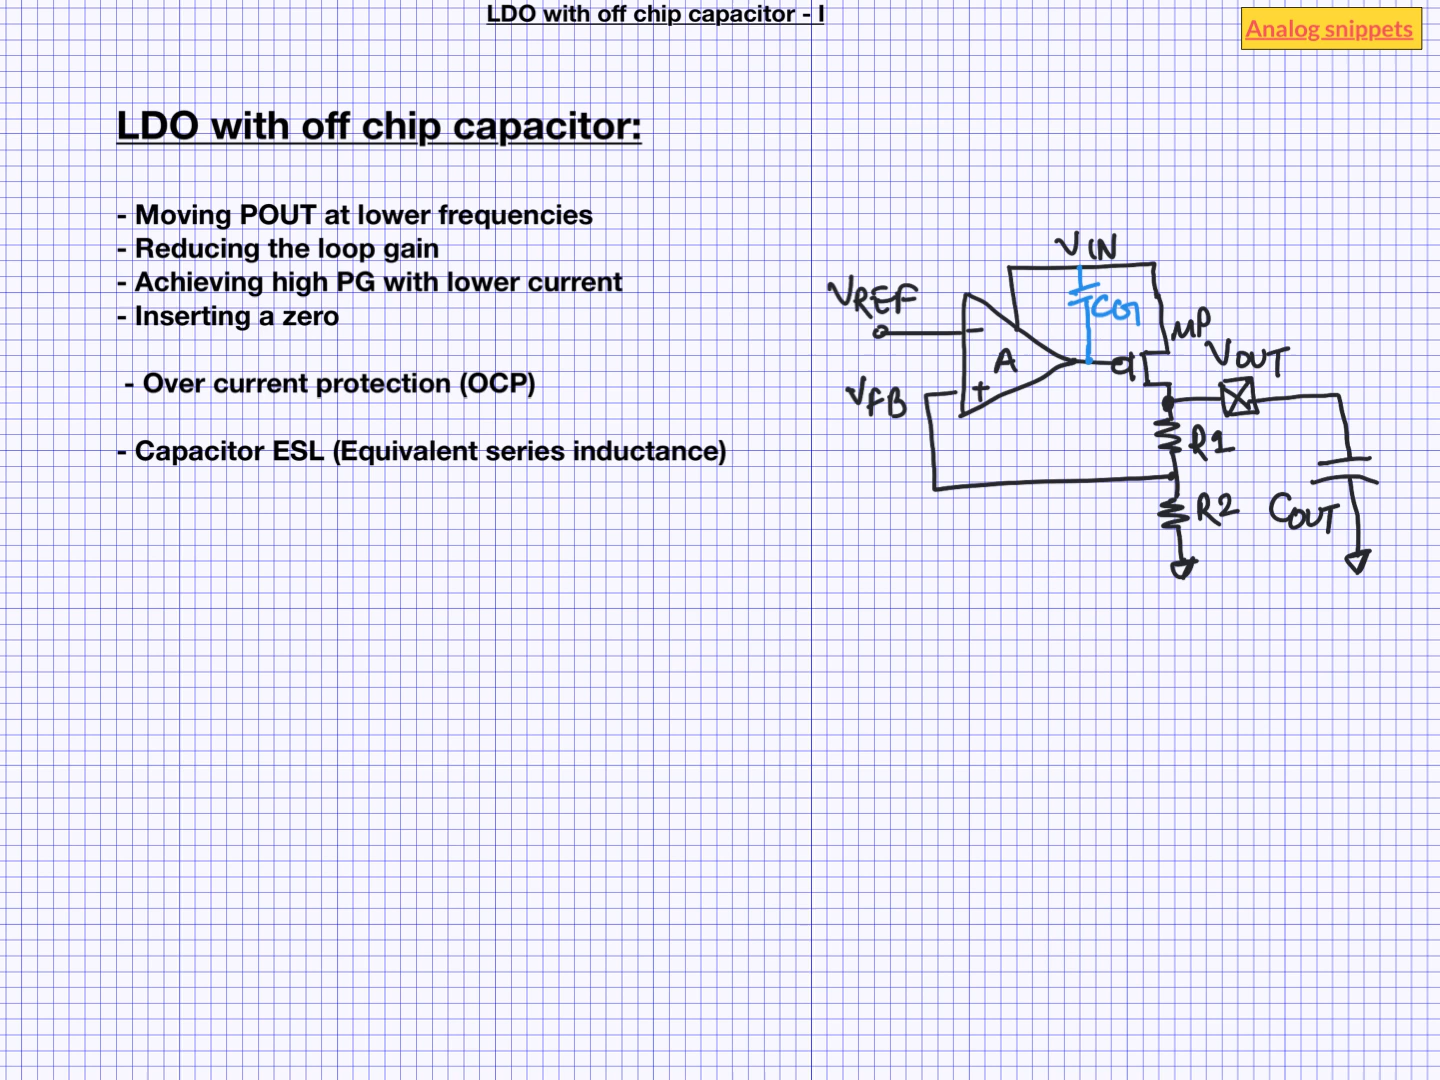 LDO with off chip capacitor - I
Analog snippets
LDO with off chip capacitor:
- Moving POUT at lower frequencies
- Reducing the loop gain
- Achieving high PG with lower current
- Inserting a zero
- Over current protection (OCP)
- Capacitor ESL (Equivalent series inductance)
VIN
VREF
CG1
MP
-
A
VOUT
+
VFB
R1
R2
COUT